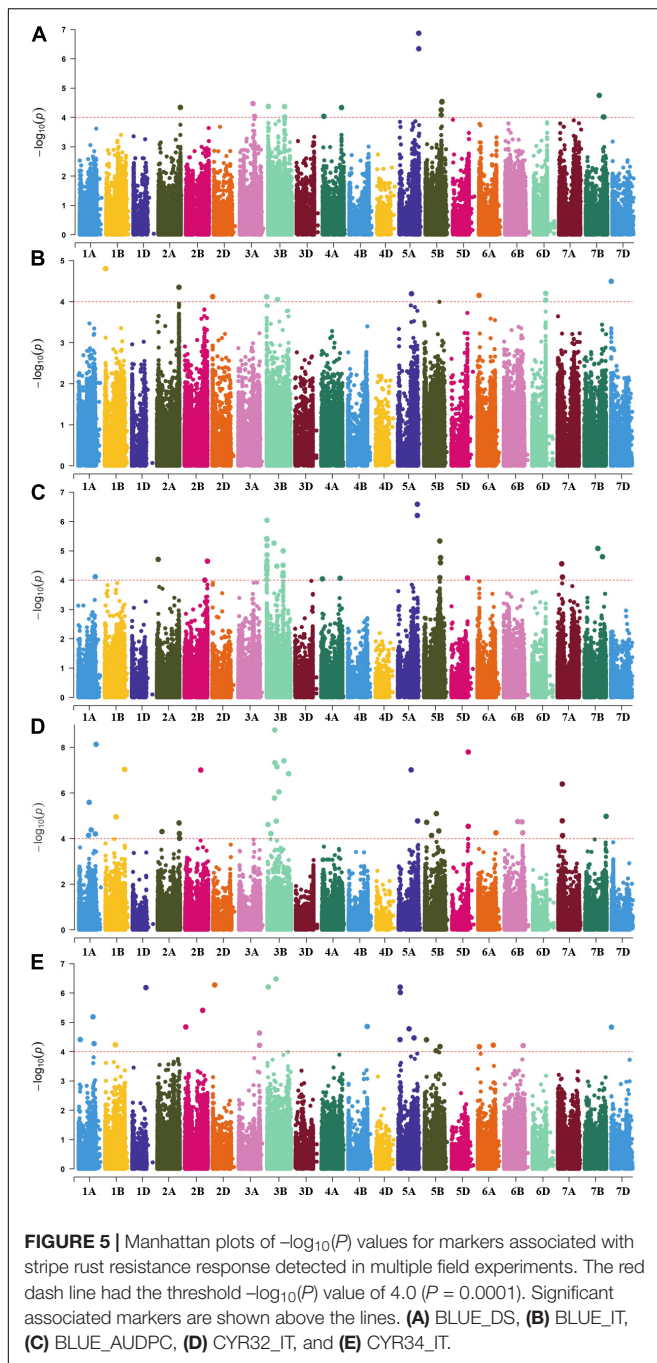 A
7
6
5
4
3
2
1
0
−log₁₀(p)
1A 1B 1D 2A 2B 2D 3A 3B 3D 4A 4B 4D 5A 5B 5D 6A 6B 6D 7A 7B 7D
B
5
4
3
2
1
0
−log₁₀(p)
1A 1B 1D 2A 2B 2D 3A 3B 3D 4A 4B 4D 5A 5B 5D 6A 6B 6D 7A 7B 7D
C
7
6
5
4
3
2
1
0
−log₁₀(p)
1A 1B 1D 2A 2B 2D 3A 3B 3D 4A 4B 4D 5A 5B 5D 6A 6B 6D 7A 7B 7D
D
8
6
4
2
0
−log₁₀(p)
1A 1B 1D 2A 2B 2D 3A 3B 3D 4A 4B 4D 5A 5B 5D 6A 6B 6D 7A 7B 7D
E
7
6
5
4
3
2
1
0
−log₁₀(p)
1A 1B 1D 2A 2B 2D 3A 3B 3D 4A 4B 4D 5A 5B 5D 6A 6B 6D 7A 7B 7D
FIGURE 5 | Manhattan plots of –log₁₀(P) values for markers associated with
stripe rust resistance response detected in multiple field experiments. The red
dash line had the threshold –log₁₀(P) value of 4.0 (P = 0.0001). Significant
associated markers are shown above the lines. (A) BLUE_DS, (B) BLUE_IT,
(C) BLUE_AUDPC, (D) CYR32_IT, and (E) CYR34_IT.